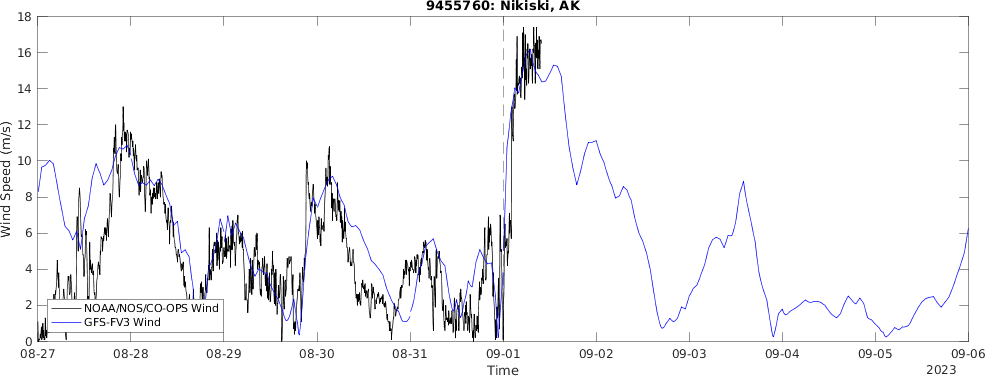 9455760: Nikiski, AK
18
16
14
12
10
8
6
4
2
0
Wind Speed (m/s)
NOAA/NOS/CO-OPS Wind
GFS-FV3 Wind
08-27 08-28 08-29 08-30 08-31 09-01 09-02 09-03 09-04 09-05 09-06
Time
2023